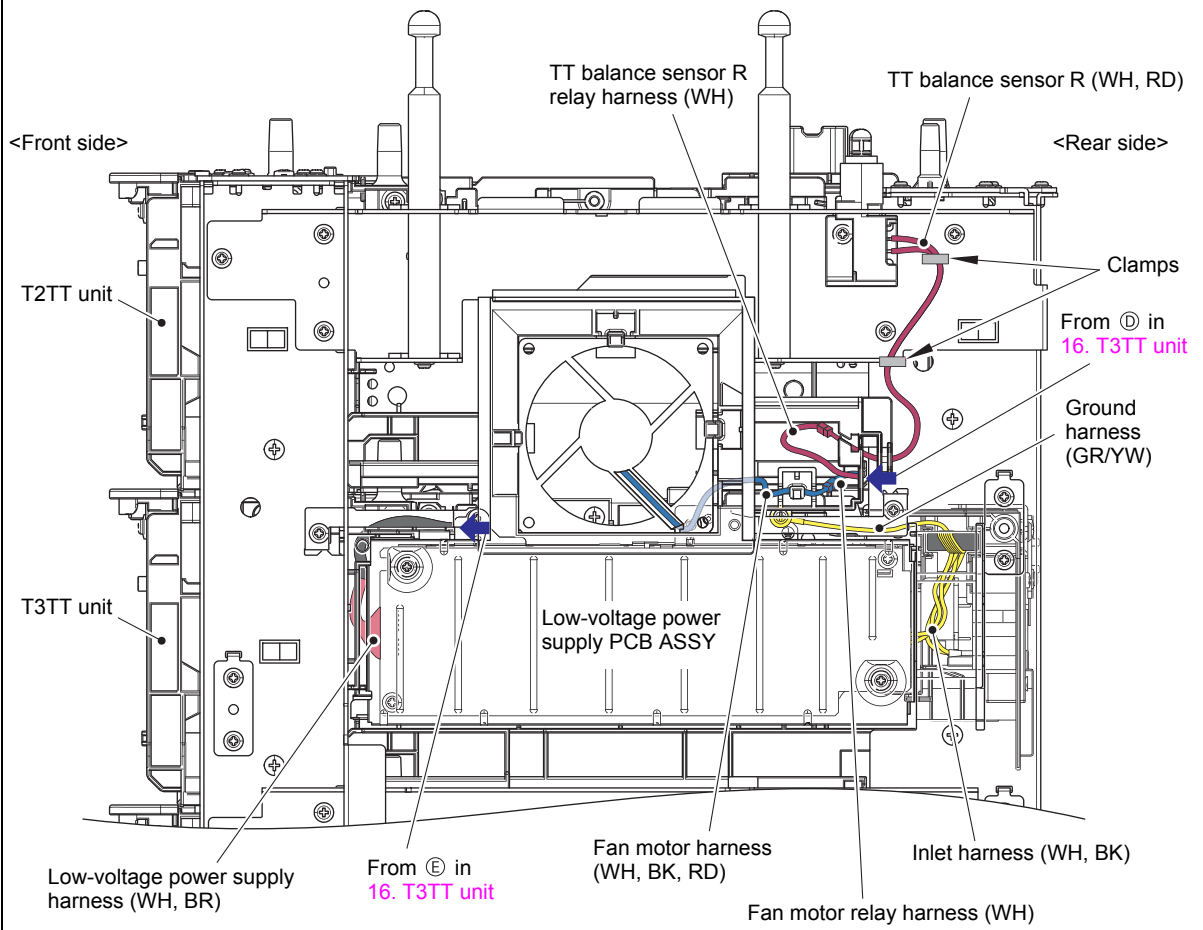 TT balance sensor R
relay harness (WH)
TT balance sensor R (WH, RD)
<Front side>
<Rear side>
Clamps
T2TT unit
From Ⓓ in
16. T3TT unit
Ground
harness
(GR/YW)
T3TT unit
Low-voltage power
supply PCB ASSY
Low-voltage power supply
harness (WH, BR)
From Ⓔ in
16. T3TT unit
Fan motor harness
(WH, BK, RD)
Inlet harness (WH, BK)
Fan motor relay harness (WH)